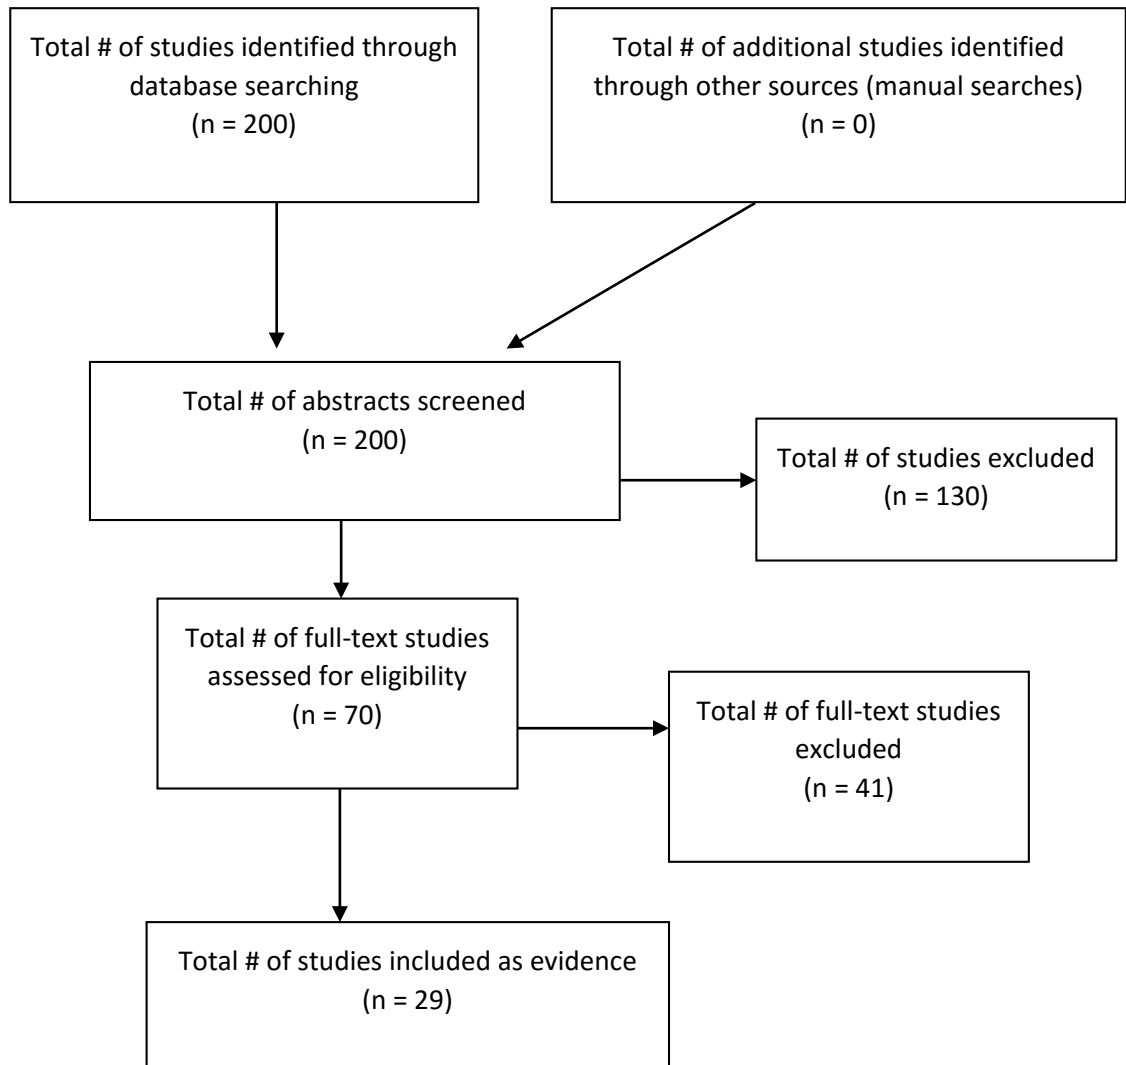 Total # of studies identified through
database searching
(n = 200)
Total # of additional studies identified
through other sources (manual searches)
(n = 0)
Total # of abstracts screened
(n = 200)
Total # of studies excluded
(n = 130)
Total # of full-text studies
assessed for eligibility
(n = 70)
Total # of full-text studies
excluded
(n = 41)
Total # of studies included as evidence
(n = 29)